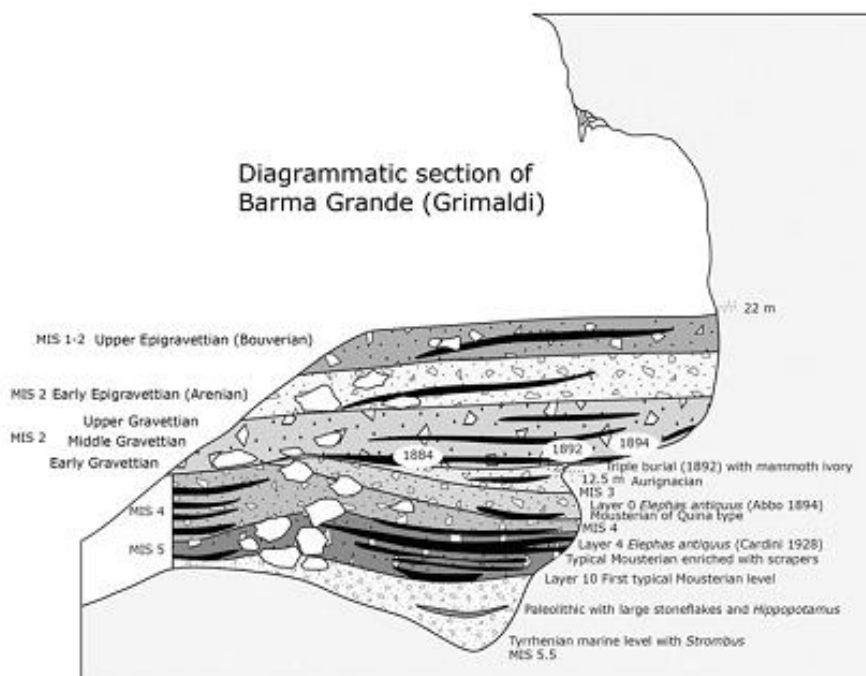 Diagrammatic section of
Barma Grande (Grimaldi)
22 m
MIS 1-2 Upper Epigravettian (Bouverian)
MIS 2 Early Epigravettian (Arenian)
Upper Gravettian
MIS 2
Middle Gravettian
Early Gravettian
1884
1892
1894
Triple burial (1892) with mammoth ivory
12.5 m Aurignacian
MIS 3
Layer 0 Elephas antiquus (Abbo 1894)
Mousterian of Quina type
MIS 4
MIS 4
Layer 4 Elephas antiquus (Cardini 1928)
MIS 5
Typical Mousterian enriched with scrapers
Layer 10 First typical Mousterian level
Paleolithic with large stoneflakes and Hippopotamus
Tyrrhenian marine level with Strombus
MIS 5.5